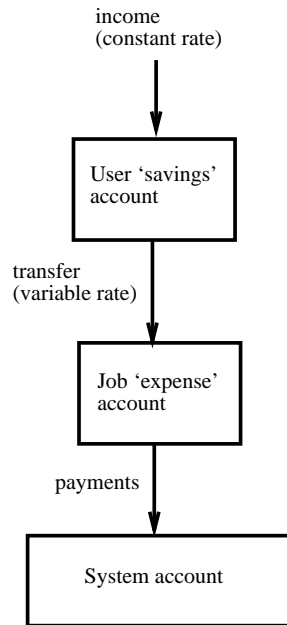 income
(constant rate)
User ‘savings’
account
transfer
(variable rate)
Job ‘expense’
account
payments
System account